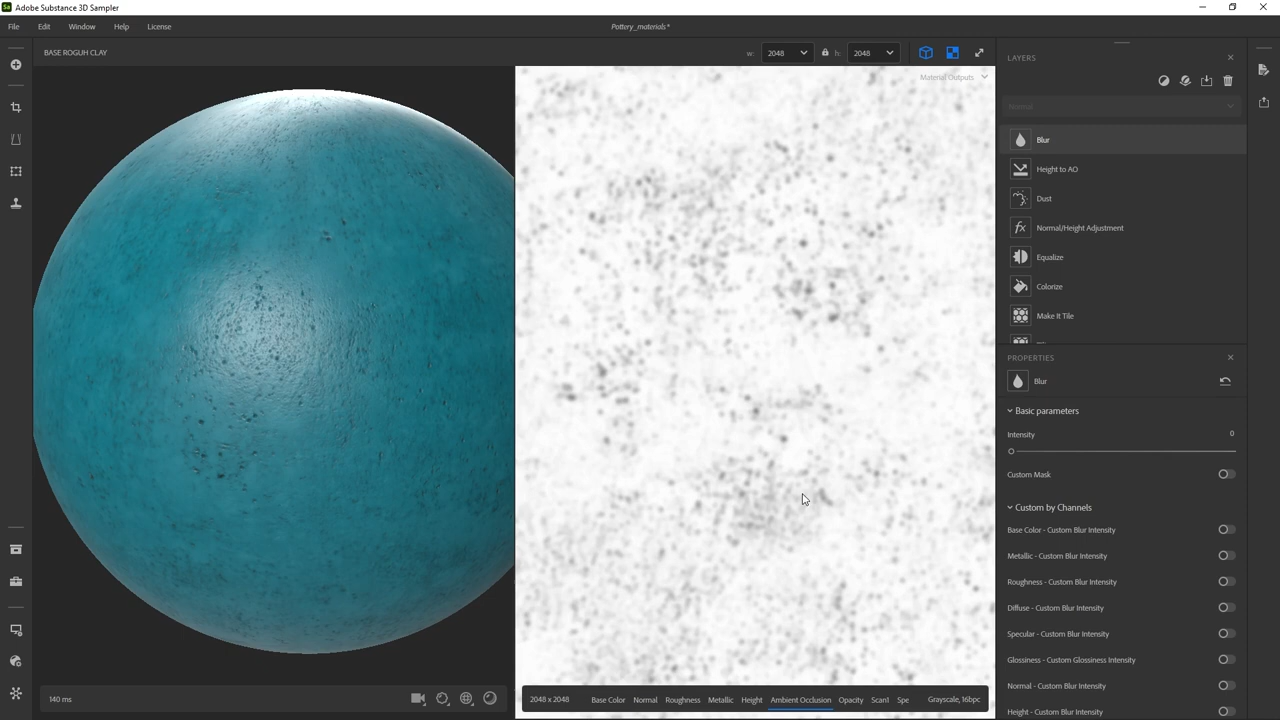 Sa Adobe Substance 3D Sampler
File Edit Window Help License
Pottery_materials*
BASE ROGUH CLAY
w: 2048 h: 2048
Material Outputs
LAYERS
Normal
Blur
Height to AO
Dust
fx Normal/Height Adjustment
Equalize
Colorize
Make It Tile
PROPERTIES
Blur
Basic parameters
Intensity 0
Custom Mask
Custom by Channels
Base Color - Custom Blur Intensity
Metallic - Custom Blur Intensity
Roughness - Custom Blur Intensity
Diffuse - Custom Blur Intensity
Specular - Custom Blur Intensity
Glossiness - Custom Glossiness Intensity
Normal - Custom Blur Intensity
Height - Custom Blur Intensity
140 ms
2048 x 2048 Base Color Normal Roughness Metallic Height Ambient Occlusion Opacity Scan1 Spe Grayscale, 16bpc